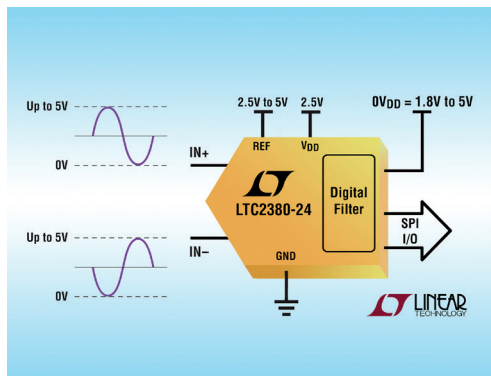 2.5V to 5V
2.5V
0VDD = 1.8V to 5V
Up to 5V
0V
IN+
REF
VDD
LTC2380-24
Digital
Filter
SPI
I/O
Up to 5V
IN–
0V
GND
LINEAR
TECHNOLOGY